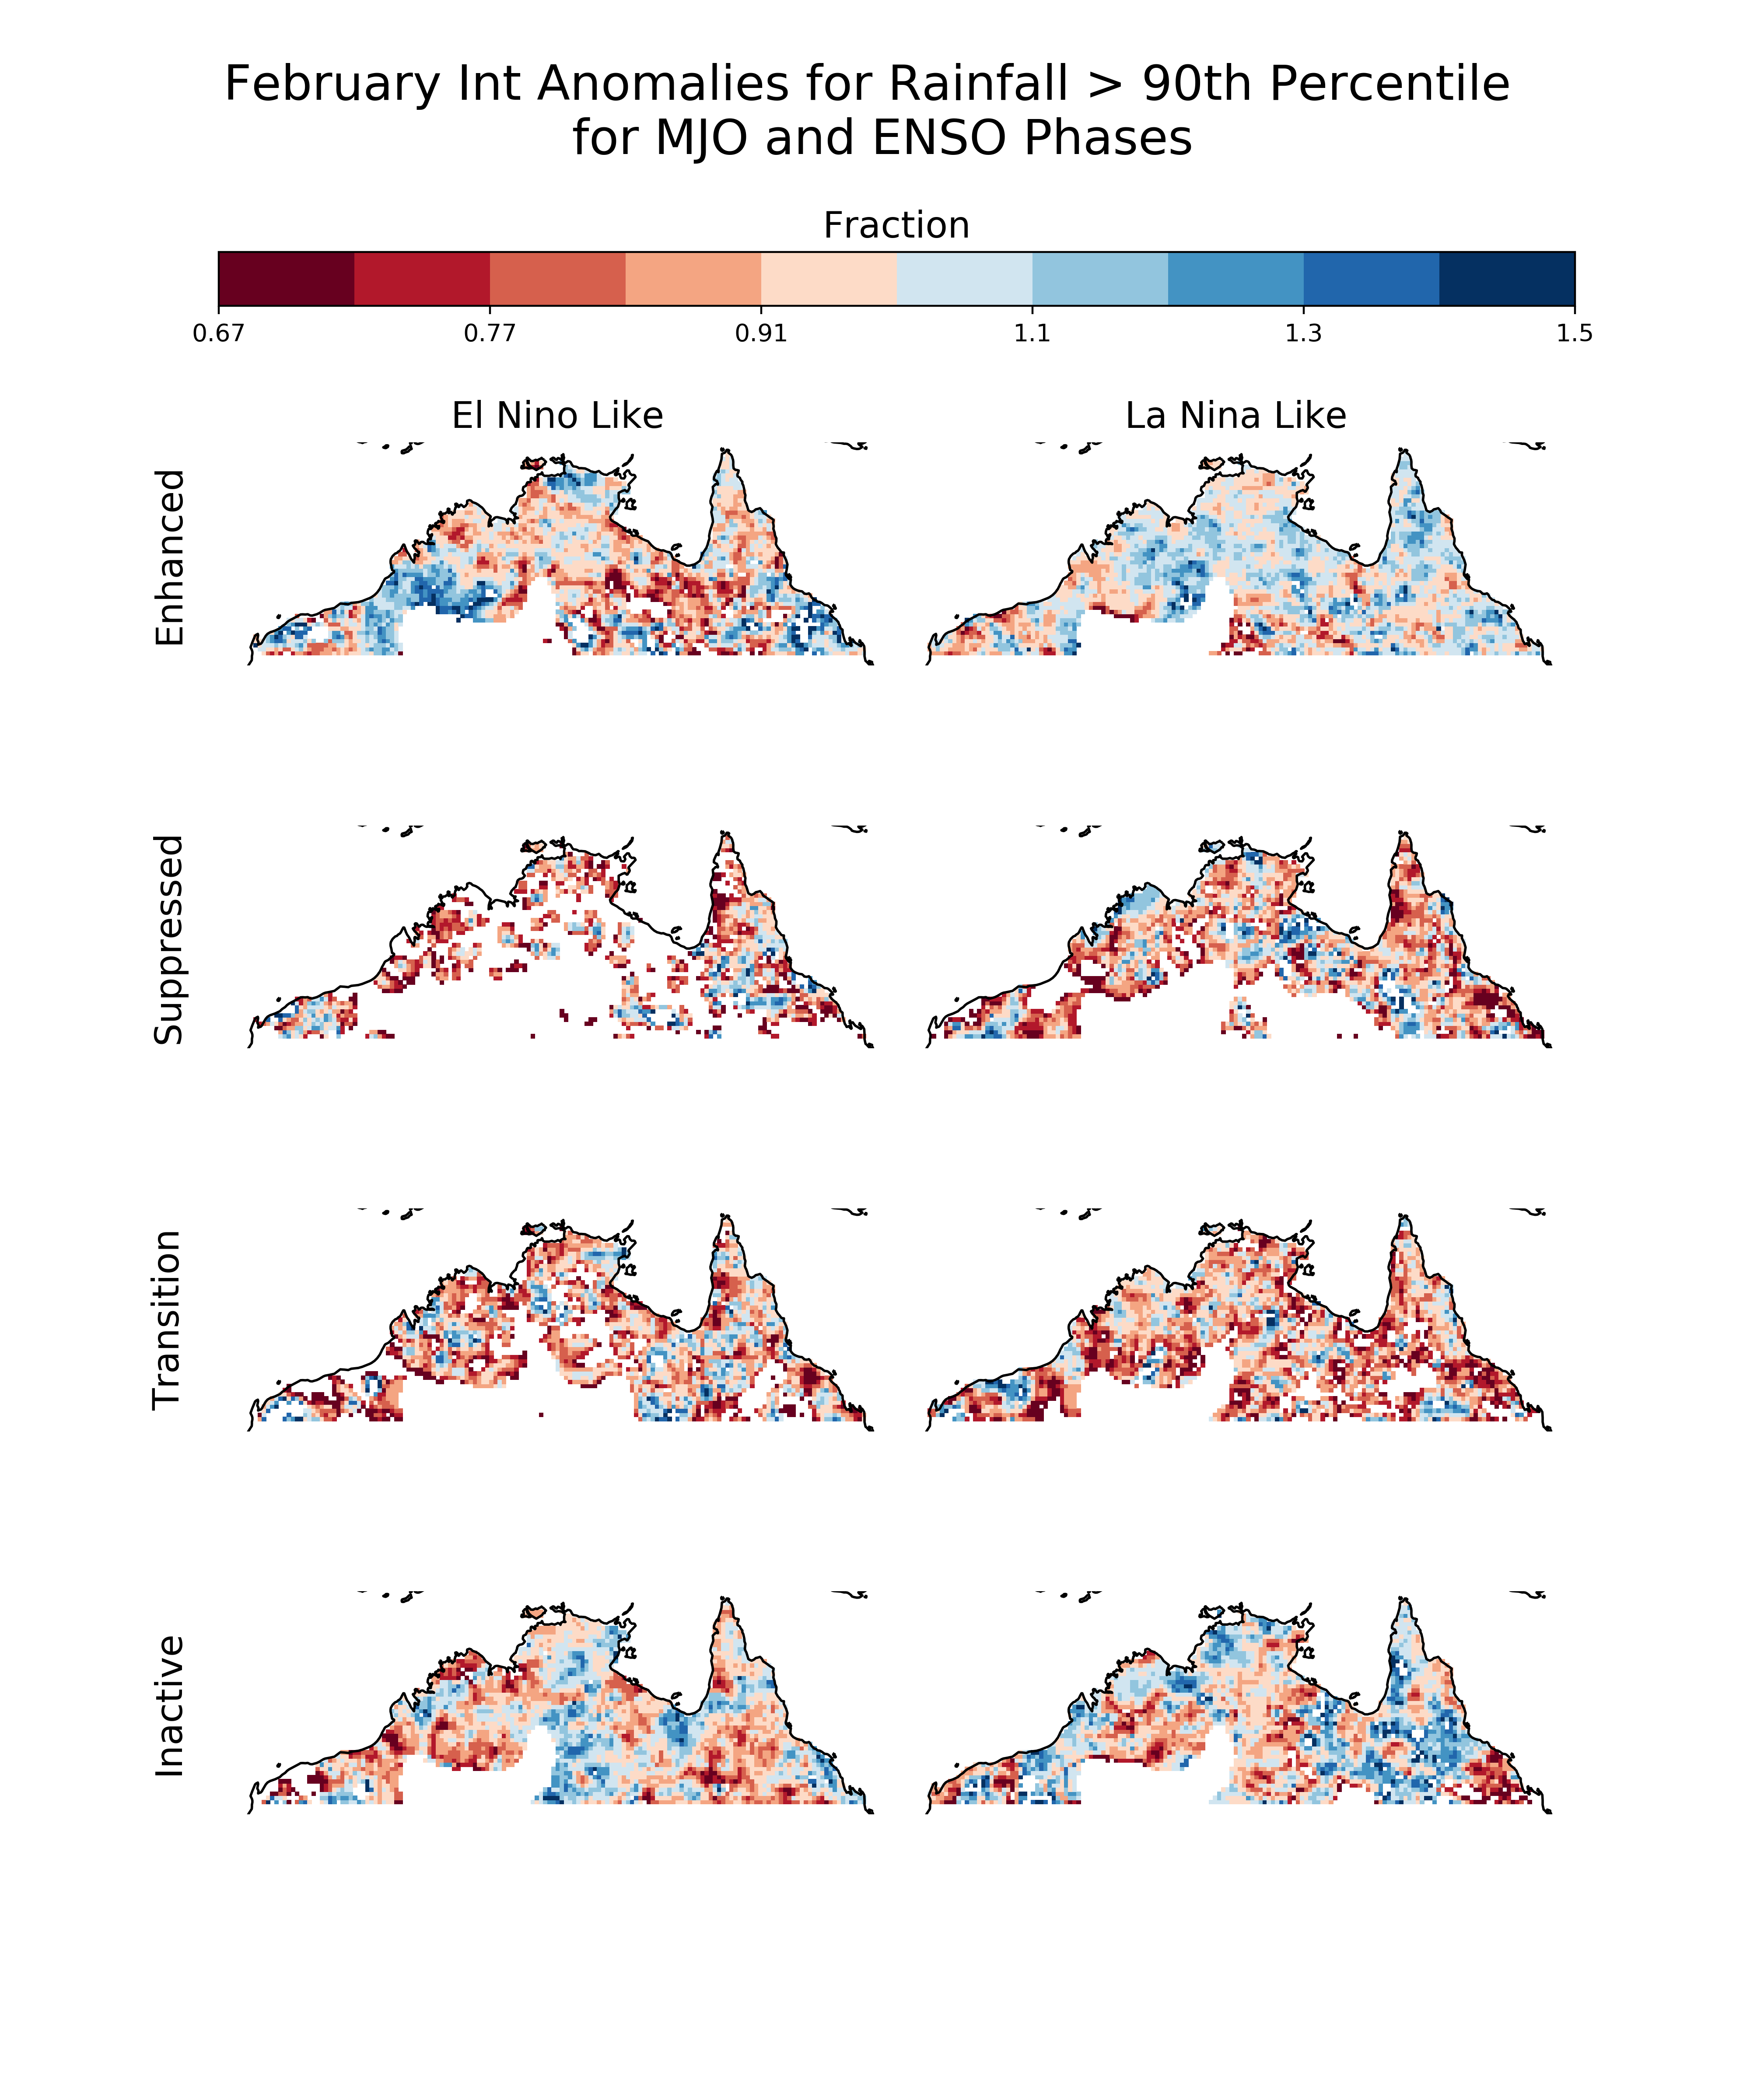 February Int Anomalies for Rainfall > 90th Percentile
for MJO and ENSO Phases
Fraction
0.67 0.77 0.91 1.1 1.3 1.5
El Nino Like La Nina Like
Enhanced
Suppressed
Transition
Inactive